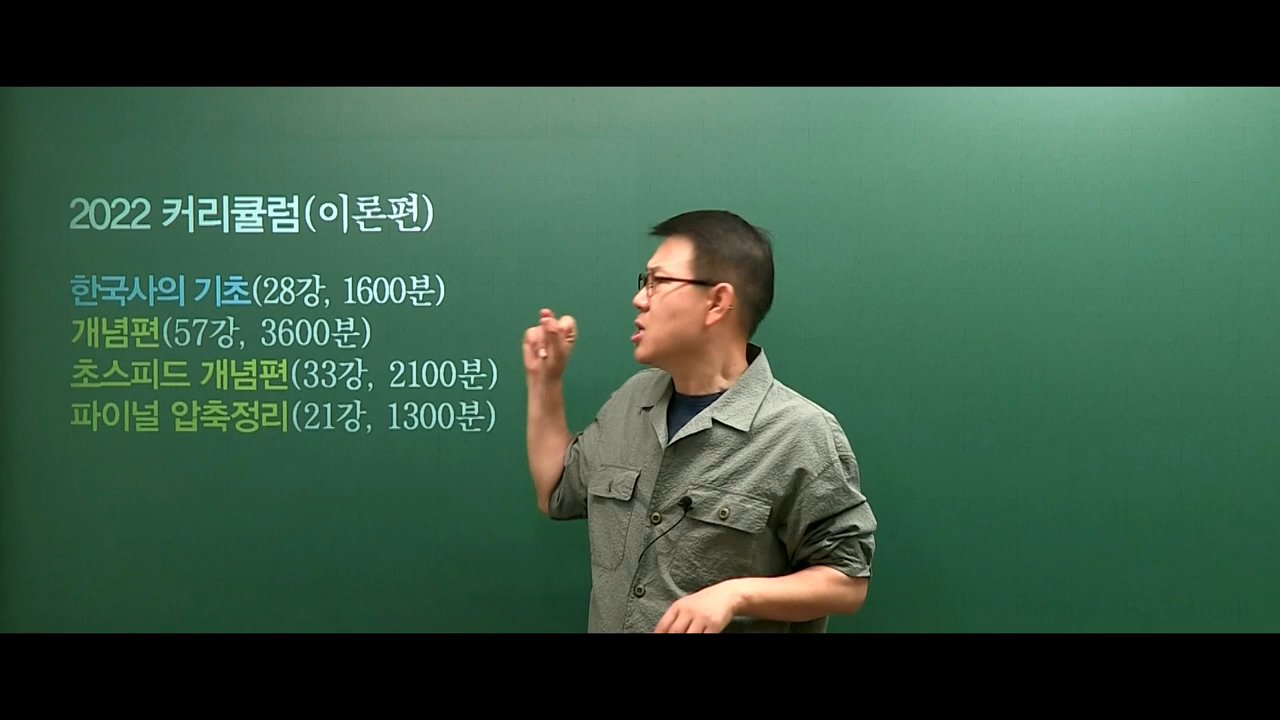 2022 커리큘럼(이론편)
한국사의 기초(28강, 1600분)
개념편(57강, 3600분)
초스피드 개념편(33강, 2100분)
파이널 압축정리(21강, 1300분)